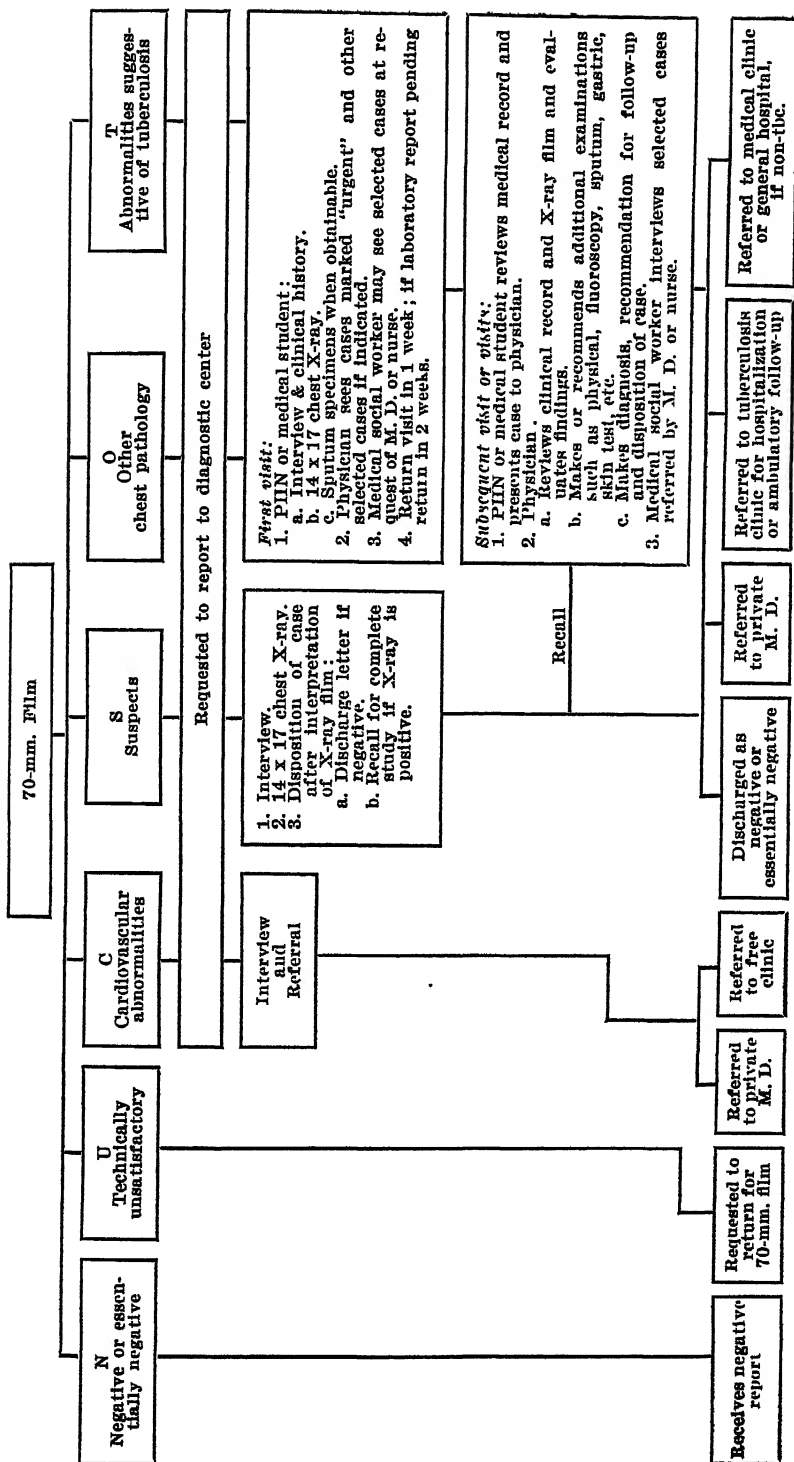 70-mm. Film
N
Negative or essen-
tially negative
U
Technically
unsatisfactory
C
Cardiovascular
abnormalities
S
Suspects
O
Other
chest pathology
T
Abnormalities sugges-
tive of tuberculosis
Requested to report to diagnostic center
Interview
and
Referral
1. Interview.
2. 14 x 17 chest X-ray.
3. Disposition of case
after interpretation
of X-ray film:
a. Discharge letter if
negative.
b. Recall for complete
study if X-ray is
positive.
First visit:
1. PHN or medical student:
a. Interview & clinical history.
b. 14 x 17 chest X-ray.
c. Sputum specimens when obtainable.
2. Physician sees cases marked "urgent" and other
selected cases if indicated.
3. Medical social worker may see selected cases at re-
quest of M. D. or nurse.
4. Return visit in 1 week; if laboratory report pending
return in 2 weeks.
Recall
Subsequent visit or visits:
1. PHN or medical student reviews medical record and
presents case to physician.
2. Physician.
a. Reviews clinical record and X-ray film and eval-
uates findings.
b. Makes or recommends additional examinations
such as physical, fluoroscopy, sputum, gastric,
skin test, etc.
c. Makes diagnosis, recommendation for follow-up
and disposition of case.
3. Medical social worker interviews selected cases
referred by M. D. or nurse.
Receives negative
report
Requested to
return for
70-mm. film
Referred
to private
M. D.
Referred
to free
clinic
Discharged as
negative or
essentially negative
Referred
to private
M. D.
Referred to tuberculosis
clinic for hospitalization
or ambulatory follow-up
Referred to medical clinic
or general hospital,
if non-tbc.